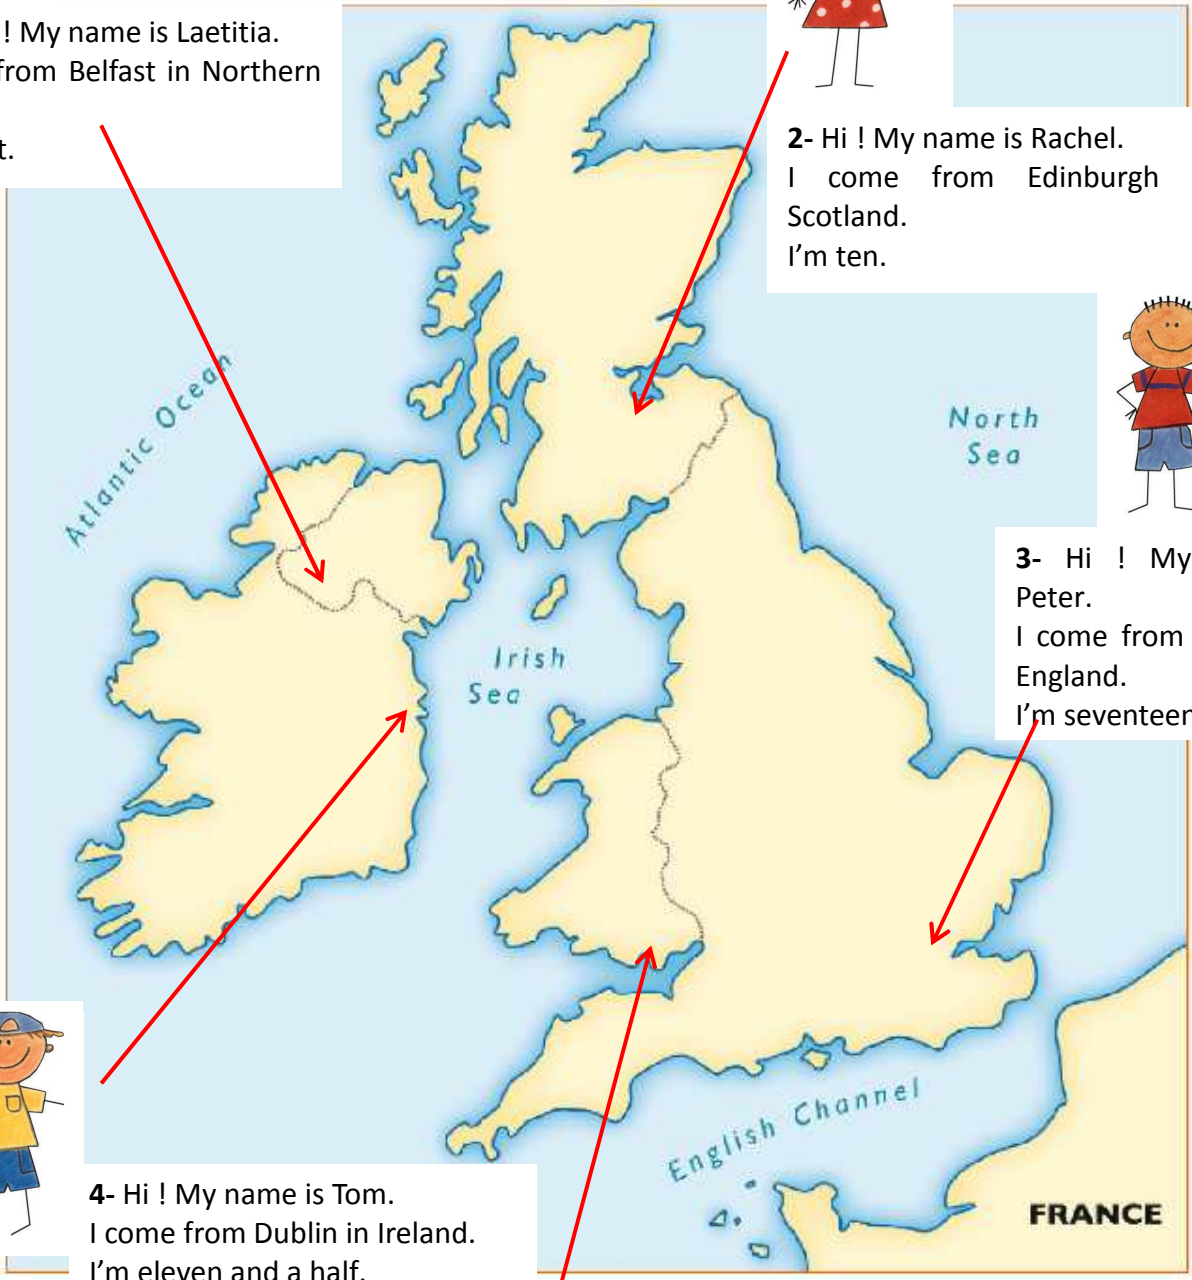 ! My name is Laetitia.
from Belfast in Northern
t.
2- Hi ! My name is Rachel.
I come from Edinburgh
Scotland.
I'm ten.
Atlantic Ocean
North
Sea
3- Hi ! My
Peter.
I come from
England.
I'm seventeen
Irish
Sea
English Channel
FRANCE
4- Hi ! My name is Tom.
I come from Dublin in Ireland.
I'm eleven and a half.